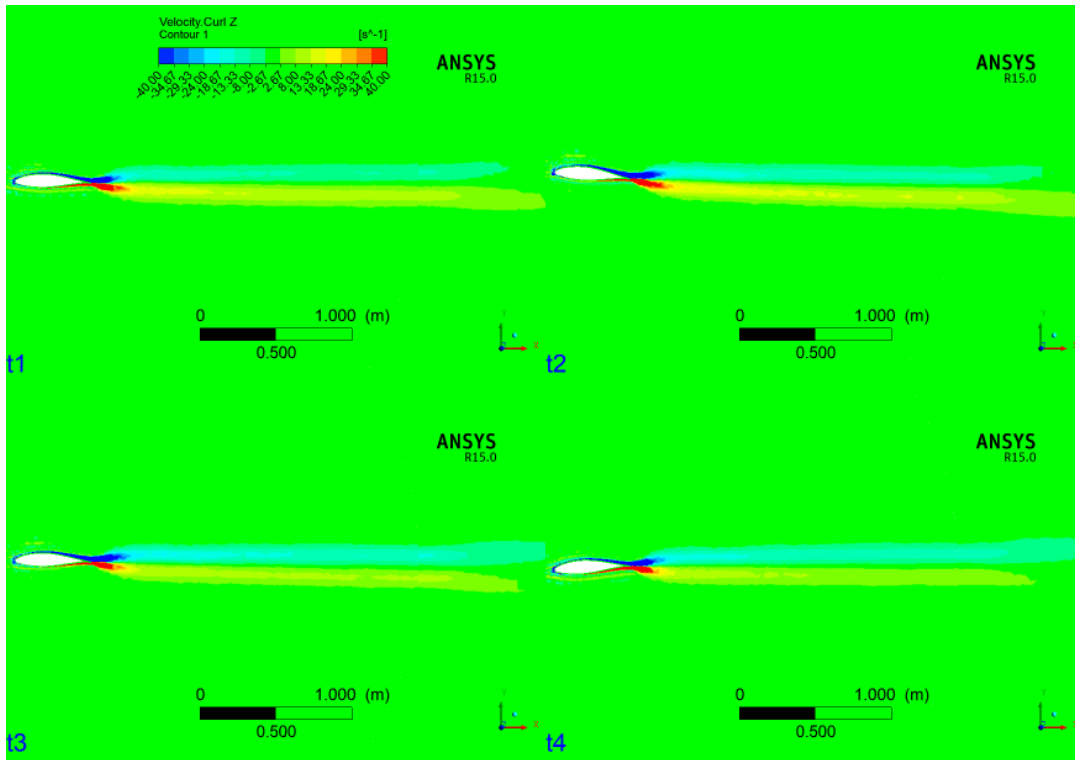 Velocity.Curl Z
Contour 1 [s^-1]
-40.00 -34.67 -29.33 -24.00 -18.67 -13.33 -8.00 -2.67 2.67 8.00 13.33 18.67 24.00 29.33 34.67 40.00
ANSYS
R15.0
ANSYS
R15.0
0 1.000 (m)
0.500
Y
X
t1
0 1.000 (m)
0.500
Y
X
t2
ANSYS
R15.0
ANSYS
R15.0
0 1.000 (m)
0.500
Y
X
t3
0 1.000 (m)
0.500
Y
X
t4